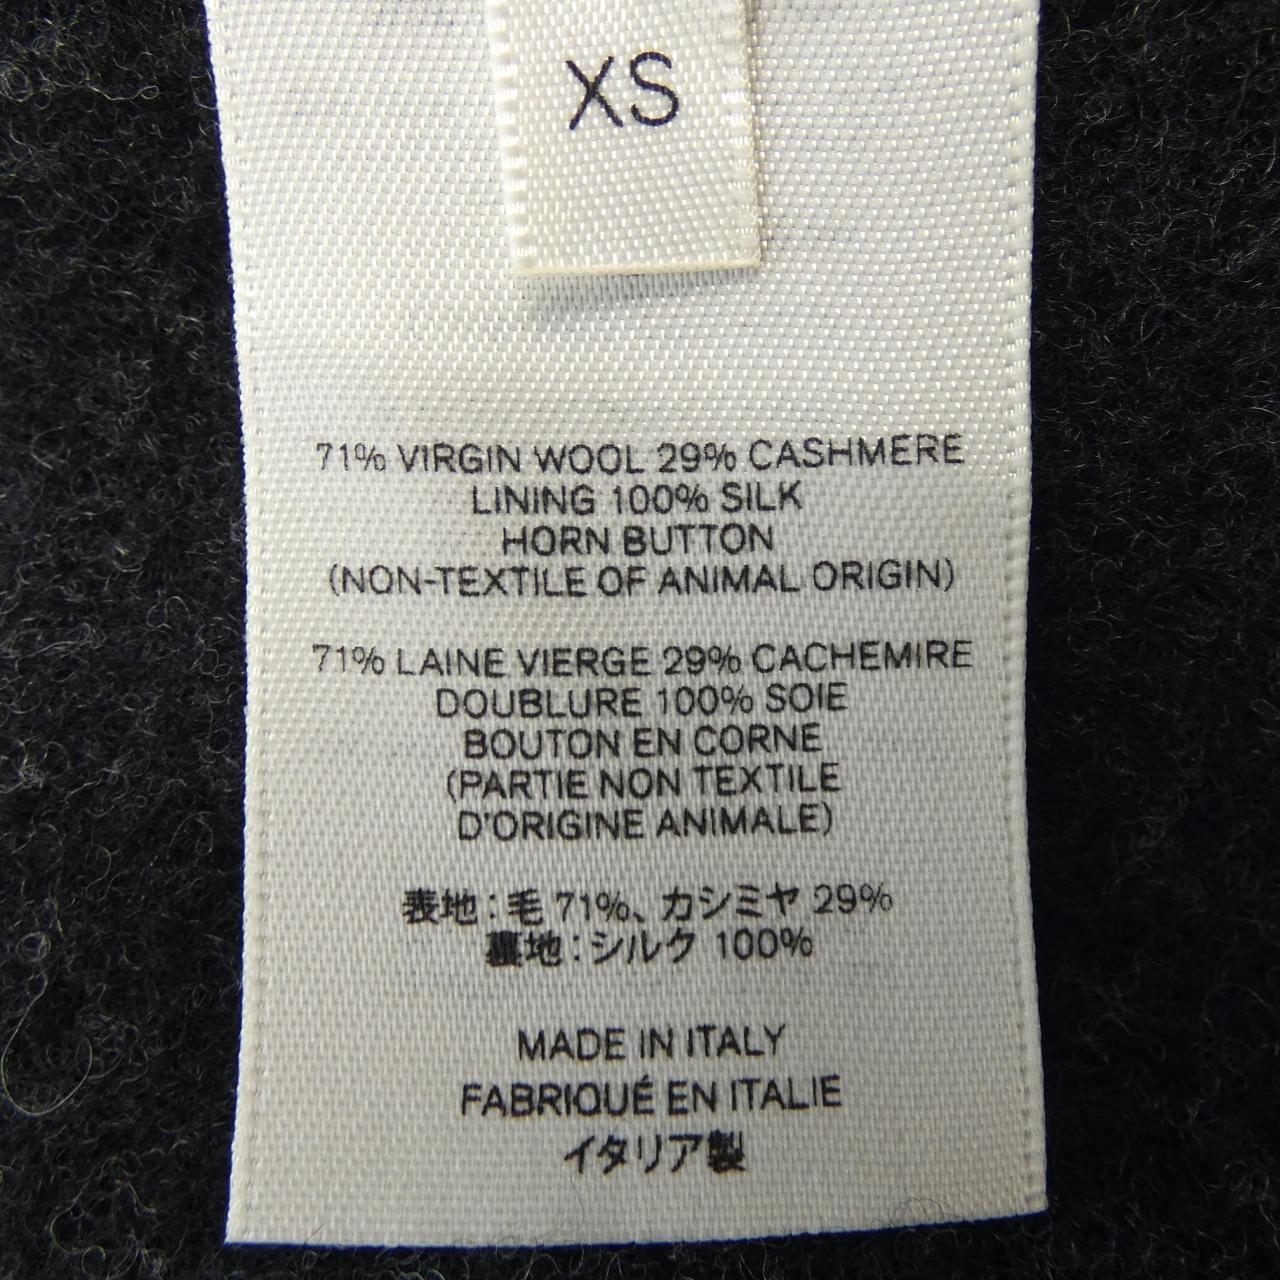 XS
71% VIRGIN WOOL 29% CASHMERE
LINING 100% SILK
HORN BUTTON
(NON-TEXTILE OF ANIMAL ORIGIN)
71% LAINE VIERGE 29% CACHEMIRE
DOUBLURE 100% SOIE
BOUTON EN CORNE
(PARTIE NON TEXTILE
D'ORIGINE ANIMALE)
表地：毛 71%、カシミヤ 29%
裏地：シルク 100%
MADE IN ITALY
FABRIQUÉ EN ITALIE
イタリア製